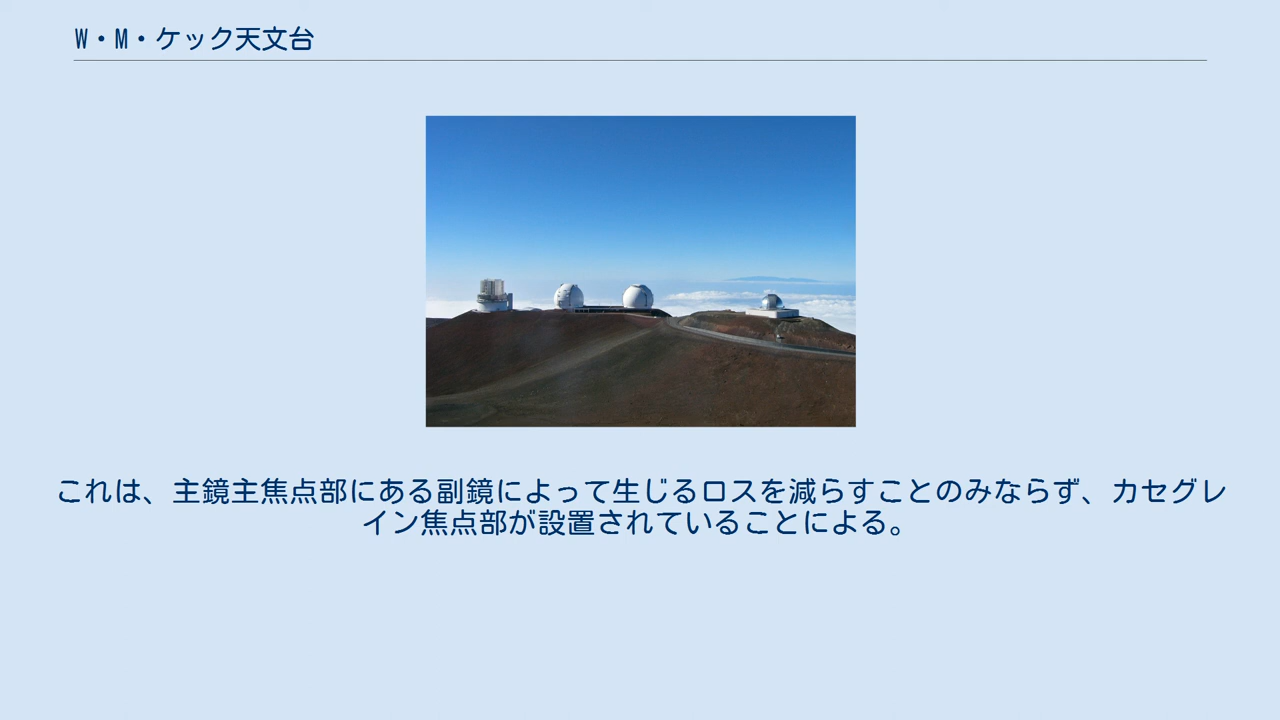 W・M・ケック天文台
これは、主鏡主焦点部にある副鏡によって生じるロスを減らすことのみならず、カセグレ
イン焦点部が設置されていることによる。